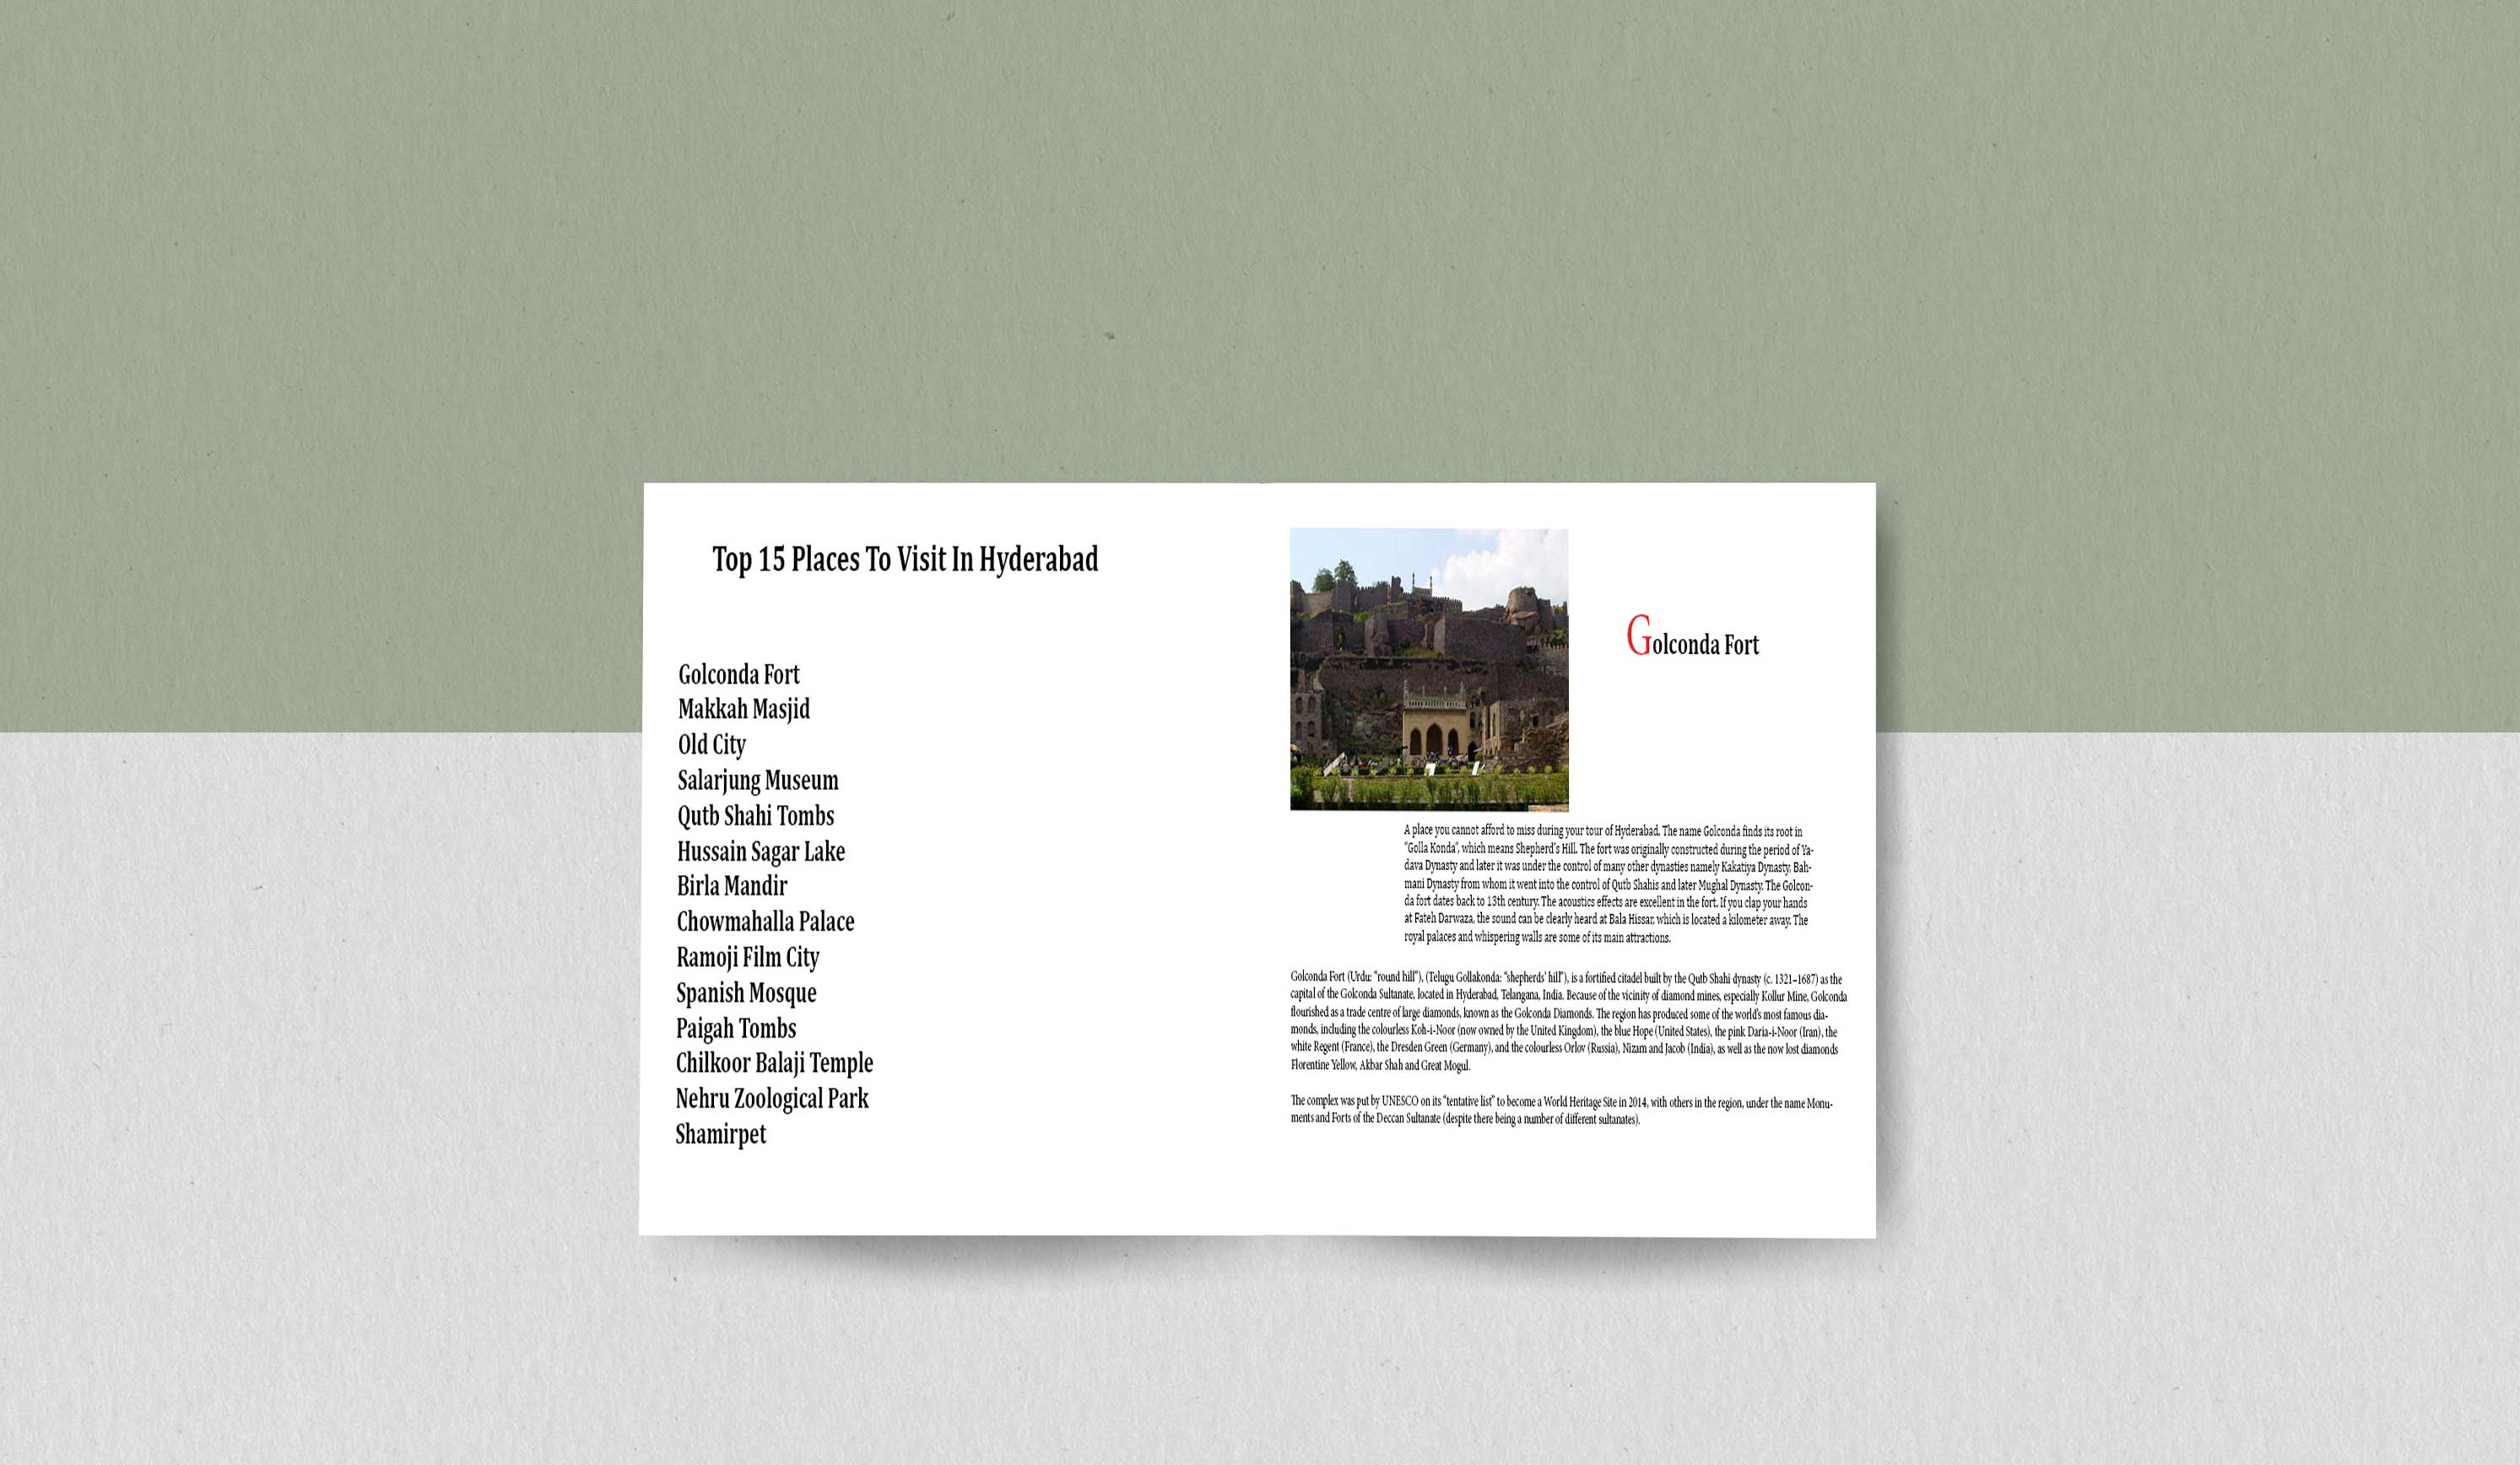 Top 15 Places To Visit In Hyderabad
Golconda Fort
Makkah Masjid
Old City
Salarjung Museum
Qutb Shahi Tombs
Hussain Sagar Lake
Birla Mandir
Chowmahalla Palace
Ramoji Film City
Spanish Mosque
Paigah Tombs
Chilkoor Balaji Temple
Nehru Zoological Park
Shamirpet
Golconda Fort
A place you cannot afford to miss during your tour of Hyderabad. The name Golconda finds its root in
“Golla Konda”, which means Shepherd’s Hill. The fort was originally constructed during the period of Ya-
dava Dynasty and later it was under the control of many other dynasties namely Kakatiya Dynasty, Bah-
mani Dynasty from whom it went into the control of Qutb Shahis and later Mughal Dynasty. The Golcon-
da fort dates back to 13th century. The acoustics effects are excellent in the fort. If you clap your hands
at Fateh Darwaza, the sound can be clearly heard at Bala Hissar, which is located a kilometer away. The
royal palaces and whispering walls are some of its main attractions.
Golconda Fort (Urdu: “round hill”), (Telugu Gollakonda: “shepherds’ hill”), is a fortified citadel built by the Qutb Shahi dynasty (c. 1321–1687) as the
capital of the Golconda Sultanate, located in Hyderabad, Telangana, India. Because of the vicinity of diamond mines, especially Kollur Mine, Golconda
flourished as a trade centre of large diamonds, known as the Golconda Diamonds. The region has produced some of the world’s most famous dia-
monds, including the colourless Koh-i-Noor (now owned by the United Kingdom), the blue Hope (United States), the pink Daria-i-Noor (Iran), the
white Regent (France), the Dresden Green (Germany), and the colourless Orlov (Russia), Nizam and Jacob (India), as well as the now lost diamonds
Florentine Yellow, Akbar Shah and Great Mogul.
The complex was put by UNESCO on its “tentative list” to become a World Heritage Site in 2014, with others in the region, under the name Monu-
ments and Forts of the Deccan Sultanate (despite there being a number of different sultanates).